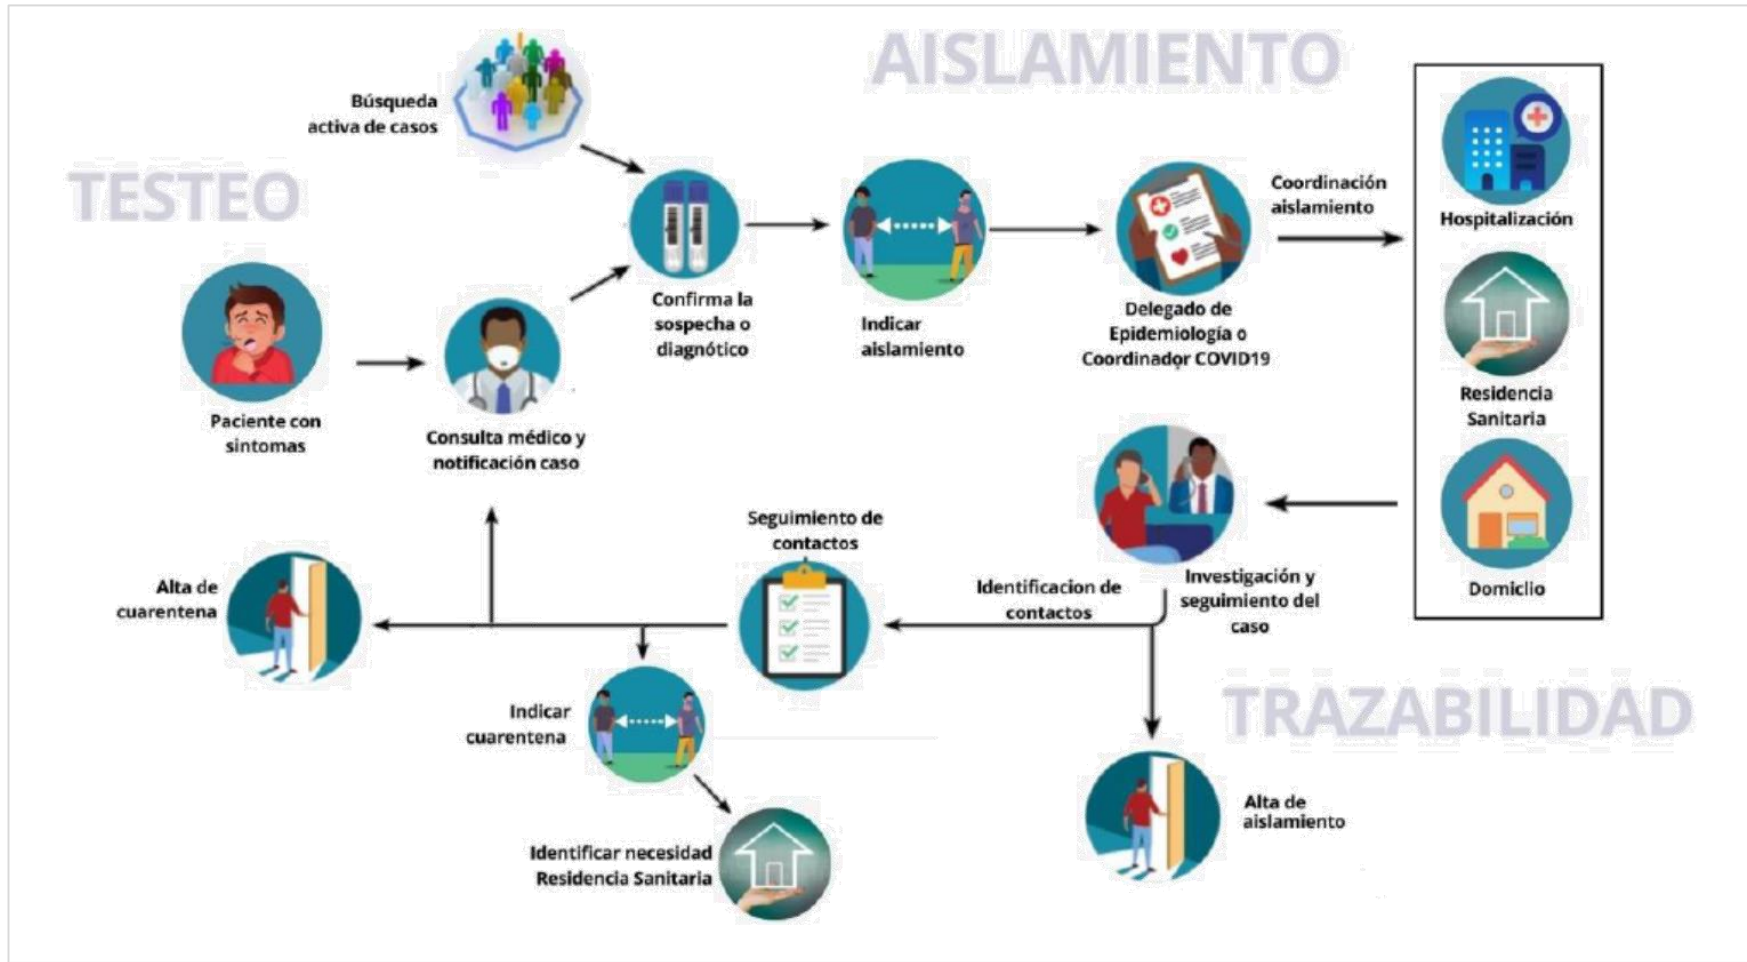 AISLAMIENTO
Búsqueda
activa de casos
TESTEO
Coordinación
aislamiento
Hospitalización
Confirma la
sospecha o
diagnótico
Indicar
aislamiento
Delegado de
Epidemiología o
Coordinador COVID19
Residencia
Sanitaria
Paciente con
sintomas
Consulta médico y
notificación caso
Seguimiento de
contactos
Identificacion de
contactos
Investigación y
seguimiento del
caso
Domiclio
Alta de
cuarentena
TRAZABILIDAD
Indicar
cuarentena
Alta de
aislamiento
Identificar necesidad
Residencia Sanitaria